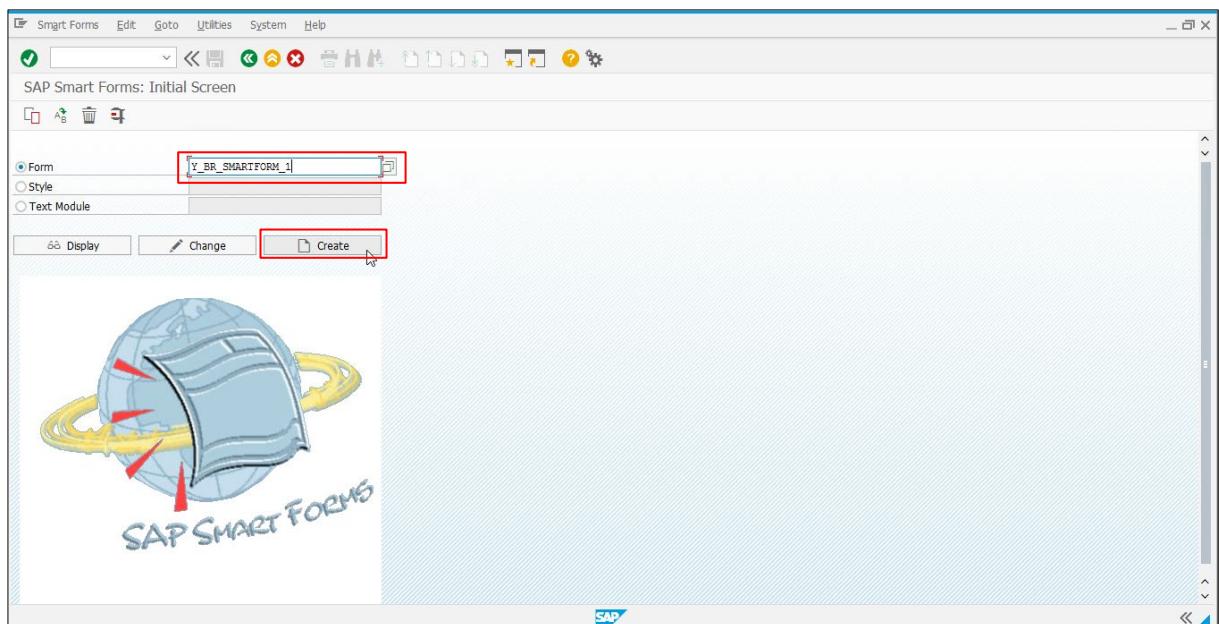 Smart Forms Edit Goto Utilities System Help
SAP Smart Forms: Initial Screen
Form Y_BR_SMARTFORM_1
Style
Text Module
Display Change Create
SAP SMART FORMS
SAP